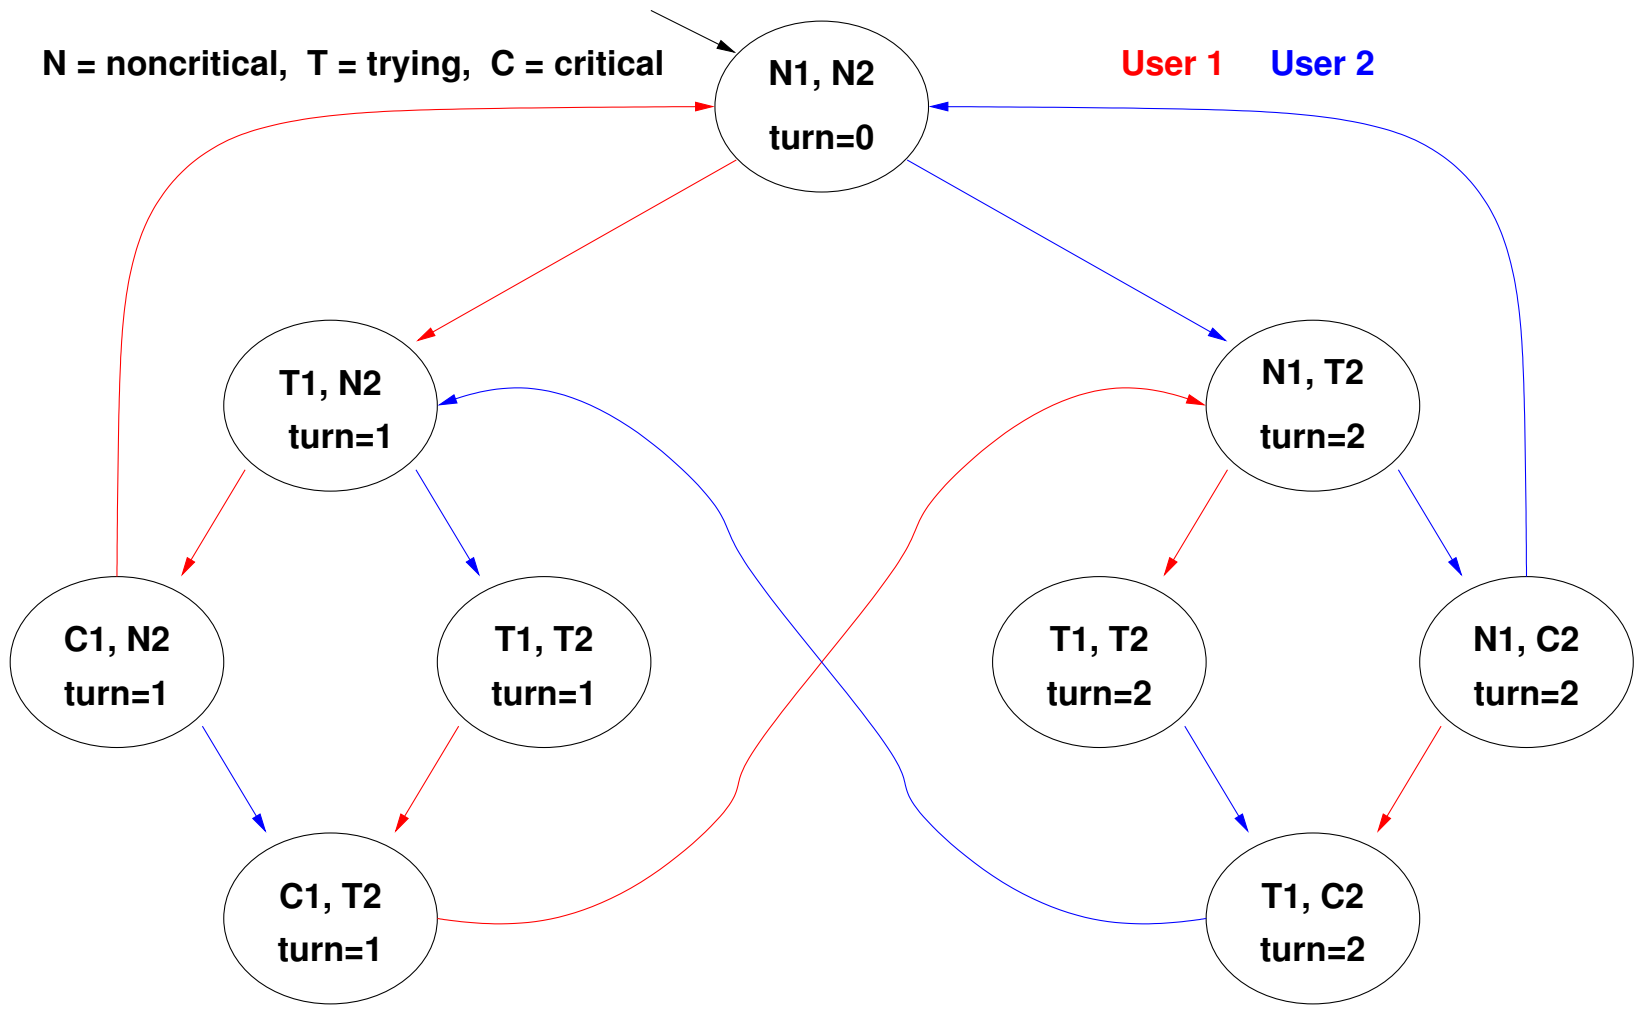 N = noncritical, T = trying, C = critical
User 1 User 2
N1, N2
turn=0
T1, N2
turn=1
N1, T2
turn=2
C1, N2
turn=1
T1, T2
turn=1
T1, T2
turn=2
N1, C2
turn=2
C1, T2
turn=1
T1, C2
turn=2